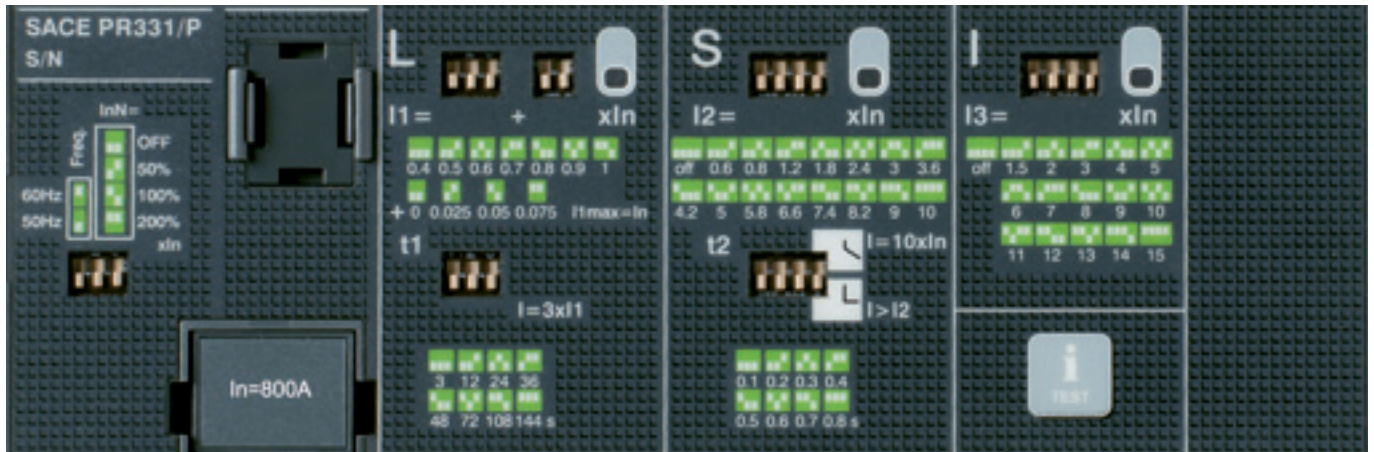 SACE PR331/P
S/N
InN=
Freq.
OFF
50%
60Hz
100%
50Hz
200%
xIn
In=800A
L
I1=
+
xIn
0.4 0.5 0.6 0.7 0.8 0.9 1
+ 0 0.025 0.05 0.075 I1max=In
t1
I=3xI1
3 12 24 36
48 72 108 144 s
S
I2=
xIn
off 0.6 0.8 1.2 1.8 2.4 3 3.6
4.2 5 5.8 6.6 7.4 8.2 9 10
t2
I=10xIn
I>I2
0.1 0.2 0.3 0.4
0.5 0.6 0.7 0.8 s
I
I3=
xIn
off 1.5 2 3 4 5
6 7 8 9 10
11 12 13 14 15
i
TEST